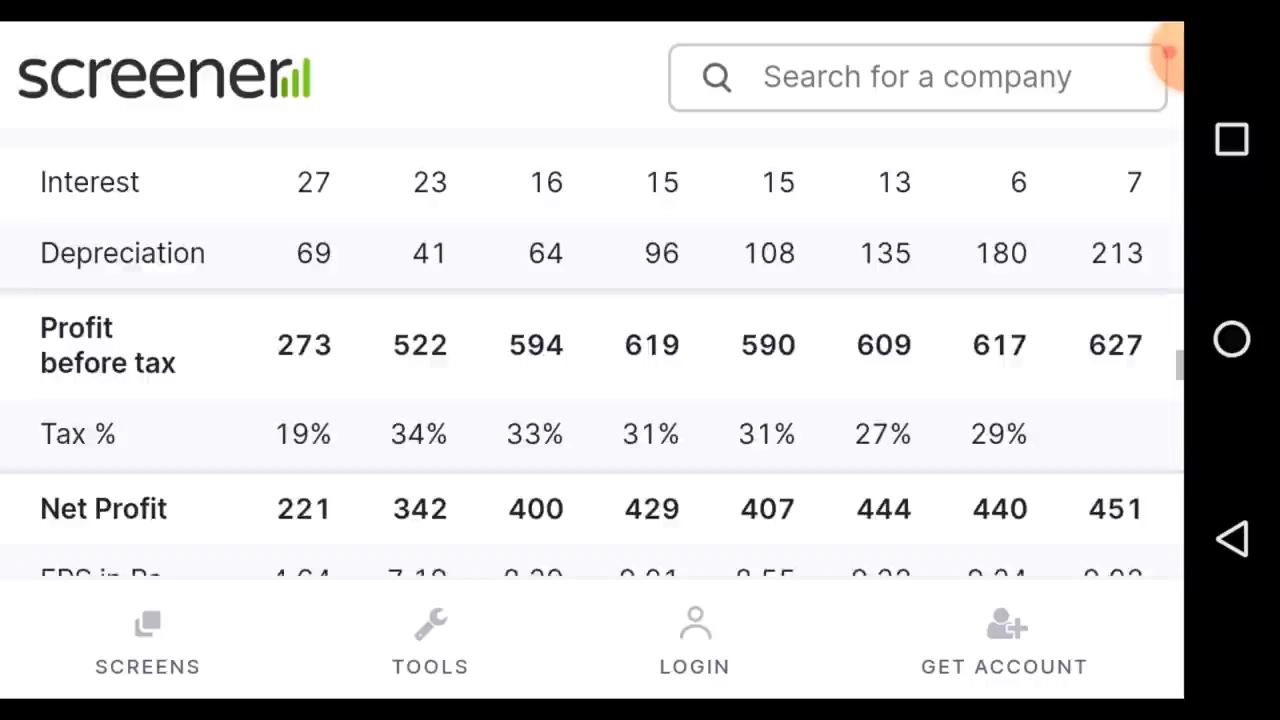 screener
Search for a company
Interest 27 23 16 15 15 13 6 7
Depreciation 69 41 64 96 108 135 180 213
Profit
before tax 273 522 594 619 590 609 617 627
Tax % 19% 34% 33% 31% 31% 27% 29%
Net Profit 221 342 400 429 407 444 440 451
SCREENS TOOLS LOGIN GET ACCOUNT